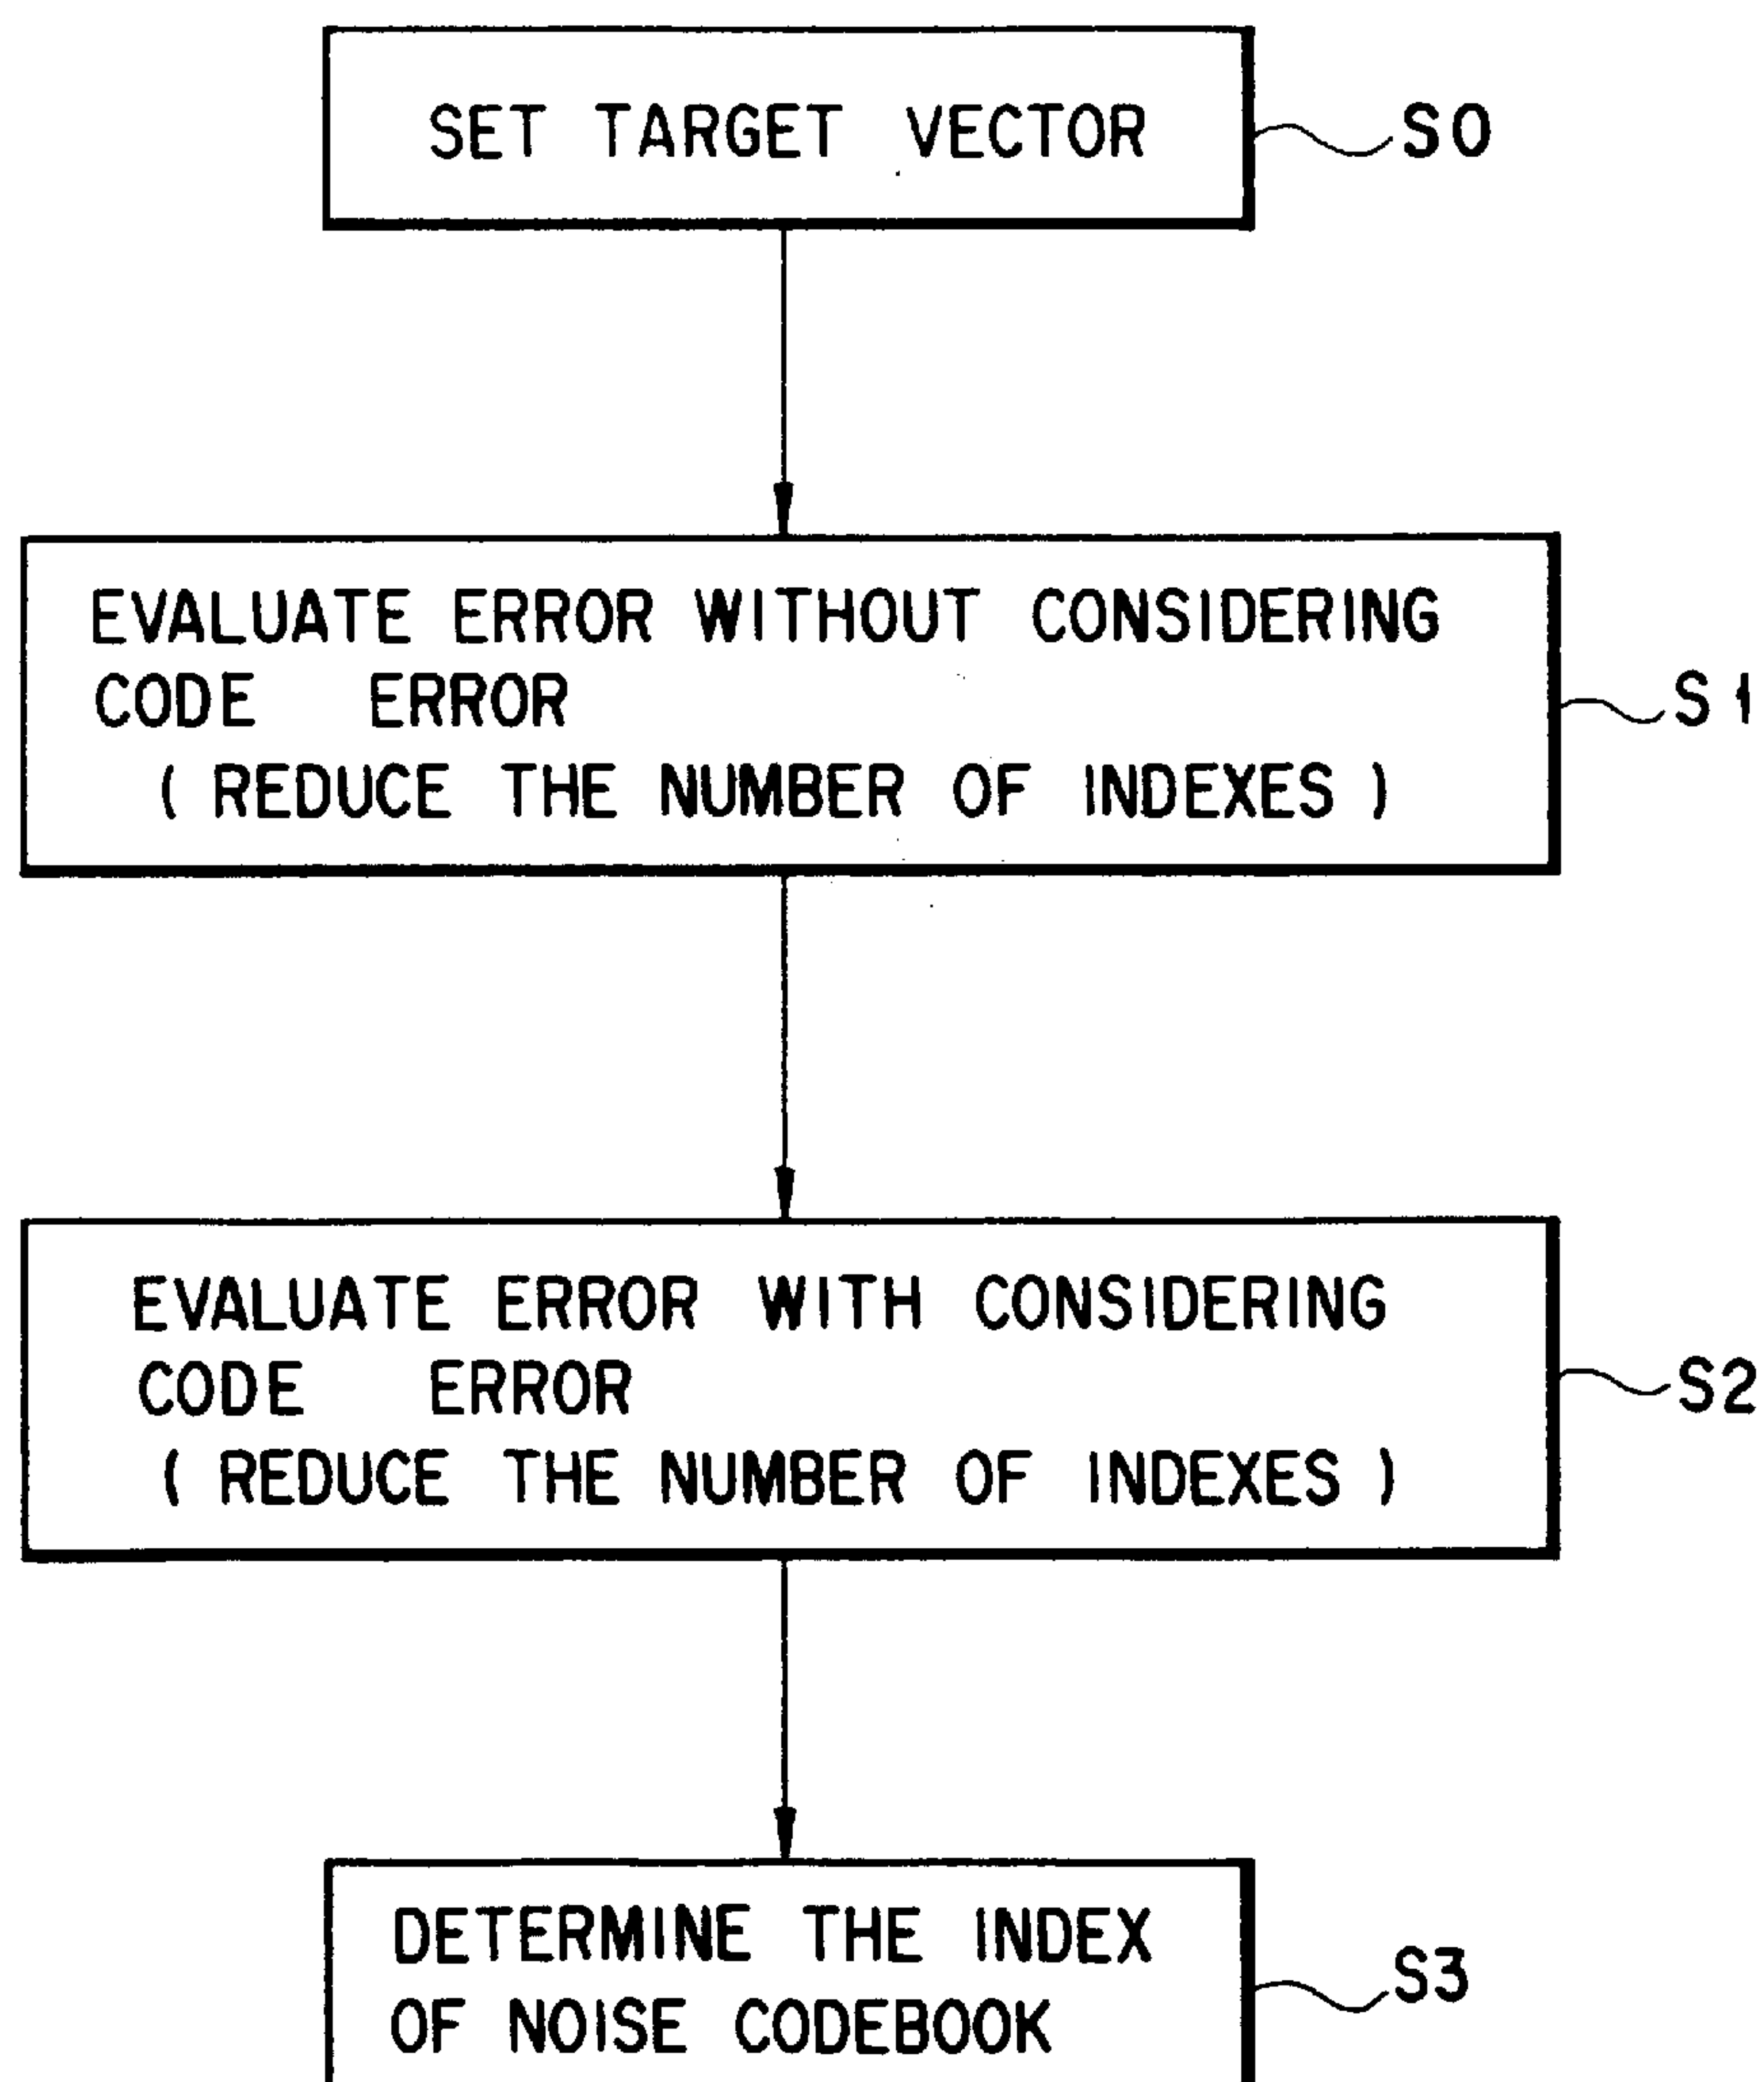 SET TARGET VECTOR
S0
EVALUATE ERROR WITHOUT CONSIDERING
CODE ERROR
( REDUCE THE NUMBER OF INDEXES )
S1
EVALUATE ERROR WITH CONSIDERING
CODE ERROR
( REDUCE THE NUMBER OF INDEXES )
S2
DETERMINE THE INDEX
OF NOISE CODEBOOK
S3